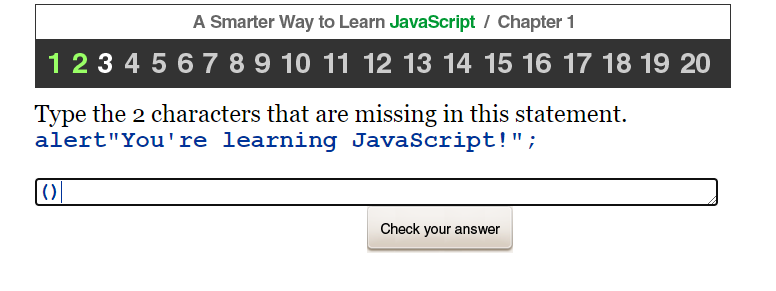 A Smarter Way to Learn JavaScript / Chapter 1
1 2 3 4 5 6 7 8 9 10 11 12 13 14 15 16 17 18 19 20
Type the 2 characters that are missing in this statement.
alert"You're learning JavaScript!";
()
Check your answer